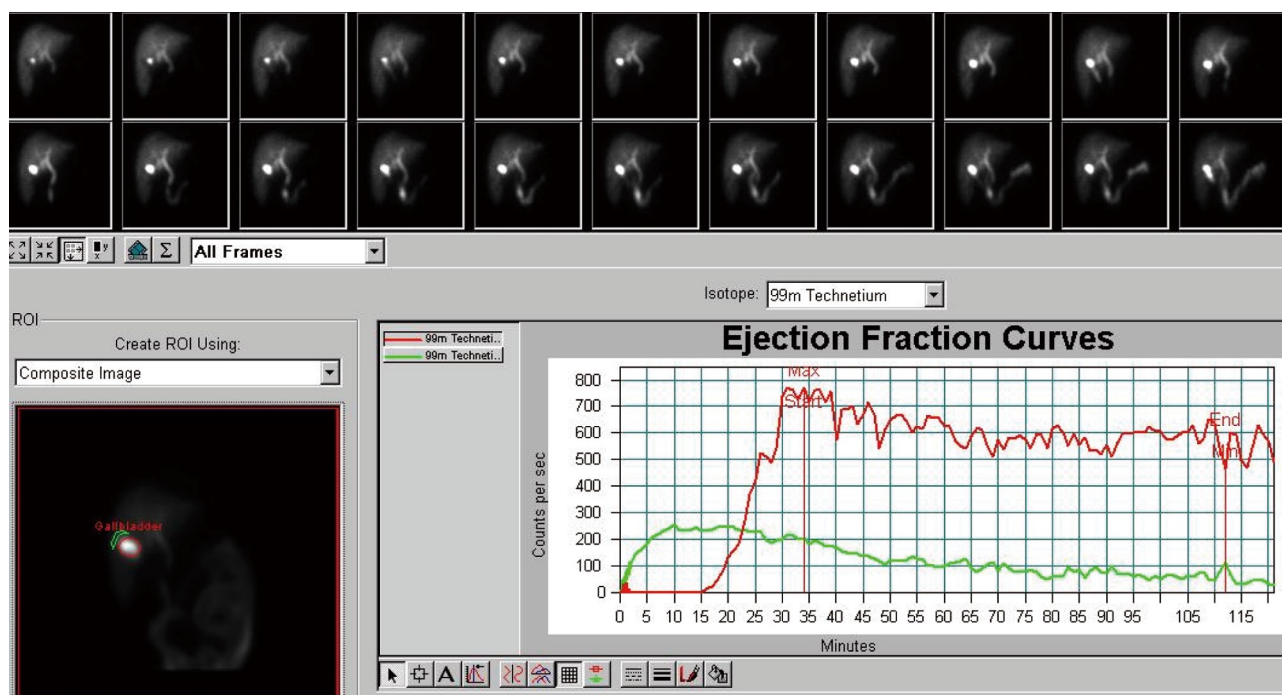 All Frames
Isotope: 99m Technetium
ROI
Create ROI Using:
Composite Image
Gallbladder
99m Techneti..
99m Techneti..
Ejection Fraction Curves
Max
Start
End
Min
Counts per sec
800
700
600
500
400
300
200
100
0
0 5 10 15 20 25 30 35 40 45 50 55 60 65 70 75 80 85 90 95 105 115
Minutes
A